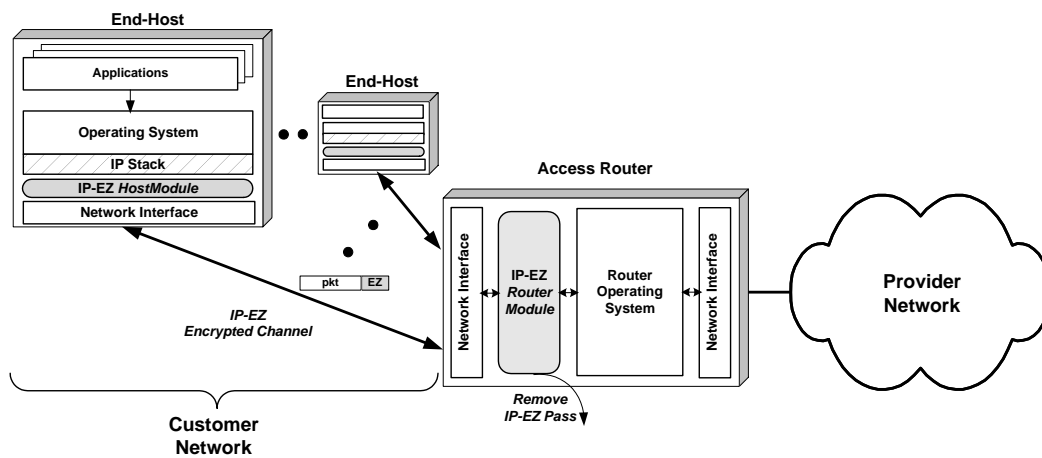 End-Host
Applications
Operating System
IP Stack
IP-EZ HostModule
Network Interface
End-Host
pkt
EZ
IP-EZ
Encrypted Channel
Customer
Network
Access Router
Network Interface
IP-EZ
Router
Module
Router
Operating
System
Network Interface
Remove
IP-EZ Pass
Provider
Network